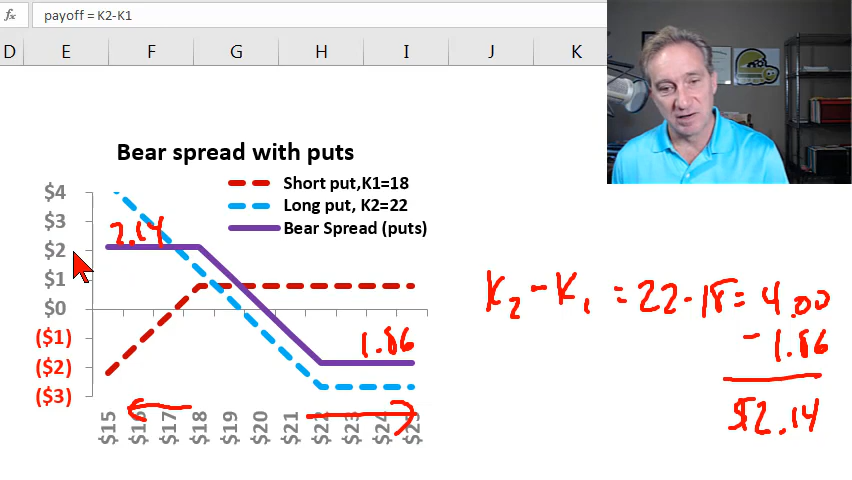 fx payoff = K2-K1
D E F G H I J K
Bear spread with puts
Short put,K1=18
Long put, K2=22
Bear Spread (puts)
$4
$3
$2
$1
$0
($1)
($2)
($3)
2.14
1.86
$15 $16 $17 $18 $19 $20 $21 $22 $23 $24 $25
K2 - K1 = 22 - 18 = 4.00
- 1.86
$2.14